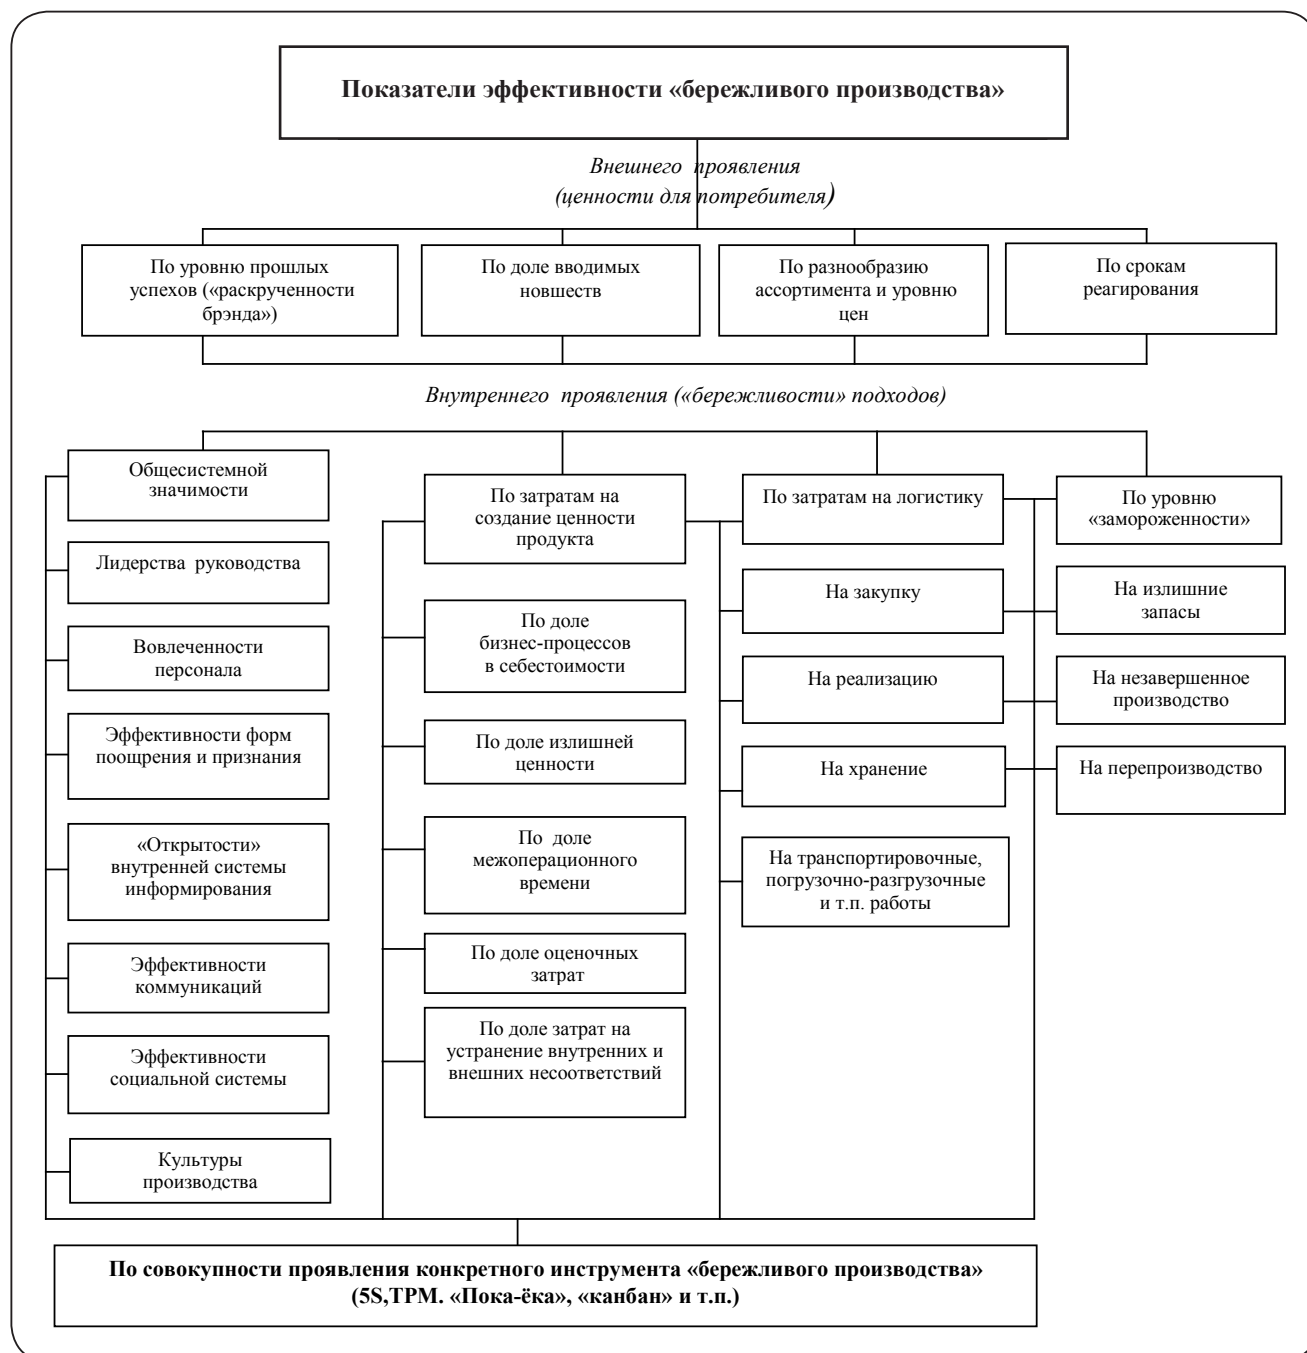 Показатели эффективности «бережливого производства»
Внешнего проявления
(ценности для потребителя)
По уровню прошлых
успехов («раскрученности
брэнда»)
По доле вводимых
новшеств
По разнообразию
ассортимента и уровню
цен
По срокам
реагирования
Внутреннего проявления («бережливости» подходов)
Общесистемной
значимости
Лидерства руководства
Вовлеченности
персонала
Эффективности форм
поощрения и признания
«Открытости»
внутренней системы
информирования
Эффективности
коммуникаций
Эффективности
социальной системы
Культуры
производства
По затратам на
создание ценности
продукта
По доле
бизнес-процессов
в себестоимости
По доле излишней
ценности
По доле
межоперационного
времени
По доле оценочных
затрат
По доле затрат на
устранение внутренних и
внешних несоответствий
По затратам на логистику
На закупку
На реализацию
На хранение
На транспортировочные,
погрузочно-разгрузочные
и т.п. работы
По уровню
«замороженности»
На излишние
запасы
На незавершенное
производство
На перепроизводство
По совокупности проявления конкретного инструмента «бережливого производства»
(5S,TPM. «Пока-ёка», «канбан» и т.п.)